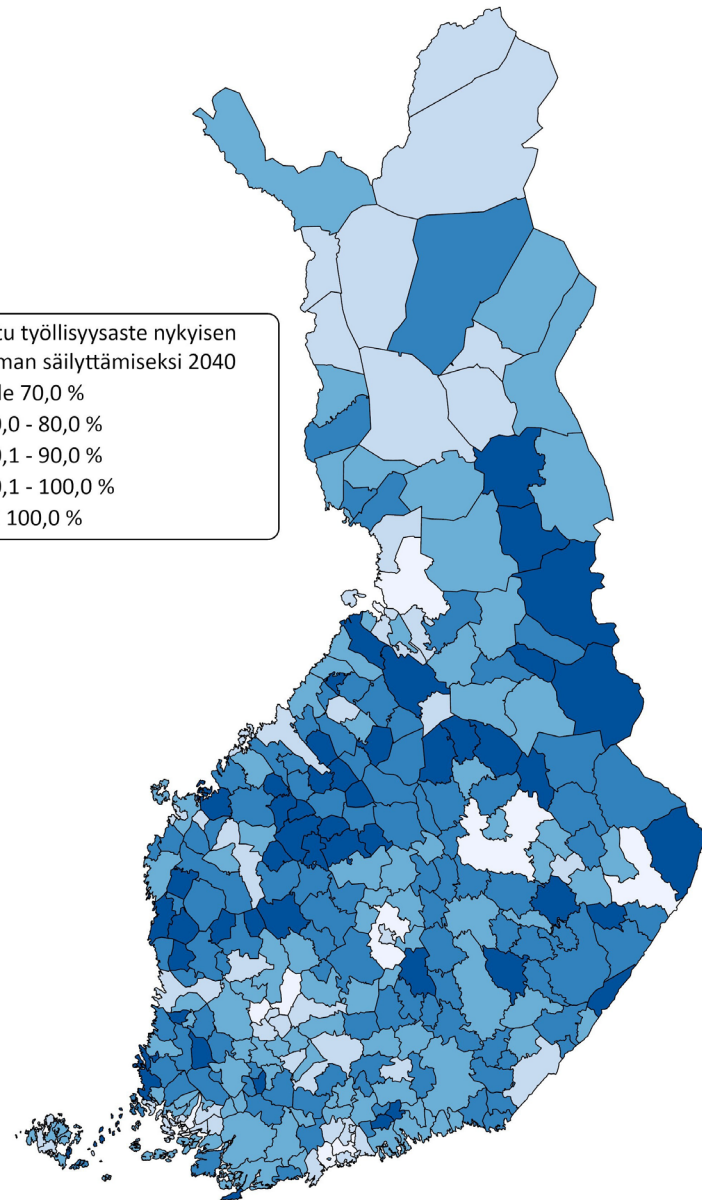 tu työllisyysaste nykyisen
man säilyttämiseksi 2040
le 70,0 %
,0 - 80,0 %
,1 - 90,0 %
,1 - 100,0 %
100,0 %